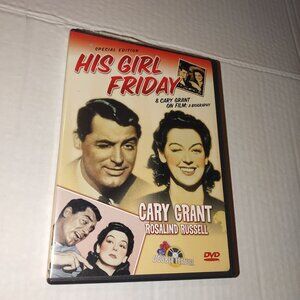 SPECIAL EDITION
HIS GIRL
FRIDAY
& CARY GRANT
ON FILM: A BIOGRAPHY
CARY GRANT
ROSALIND RUSSELL
DVD